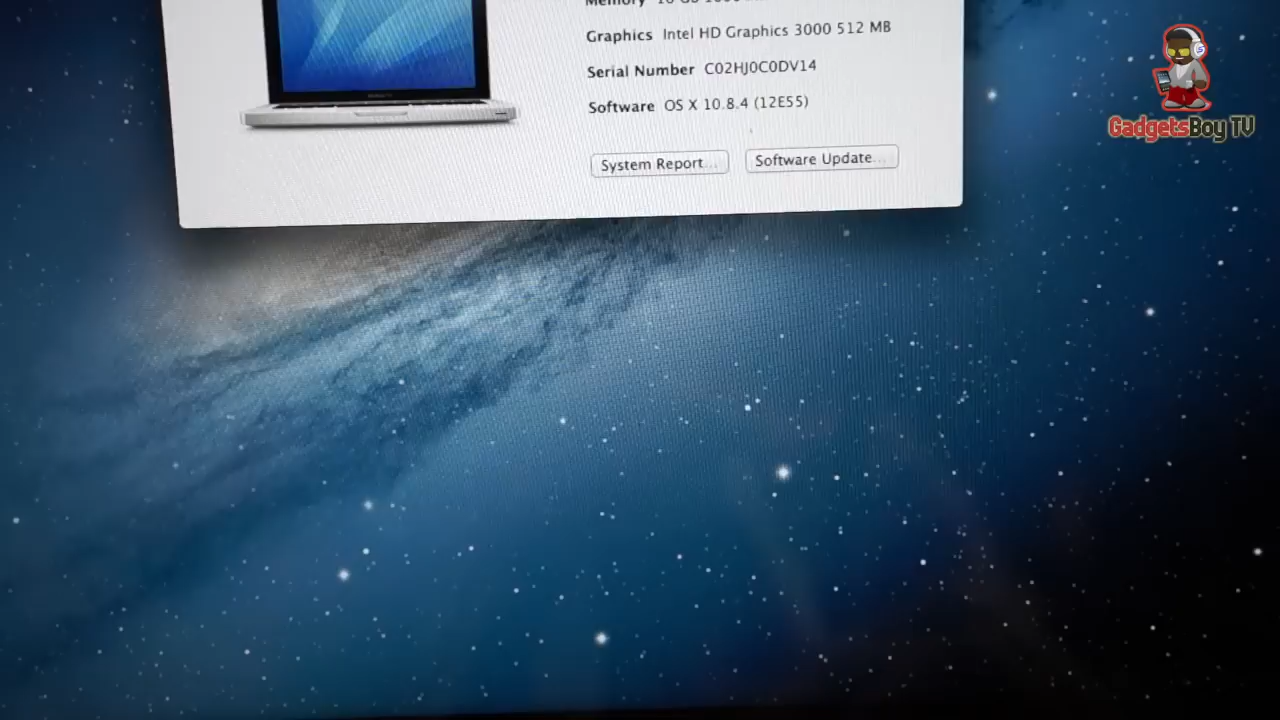 Memory
Graphics Intel HD Graphics 3000 512 MB
Serial Number C02HJ0C0DV14
Software OS X 10.8.4 (12E55)
System Report...
Software Update...
GadgetsBoy TV